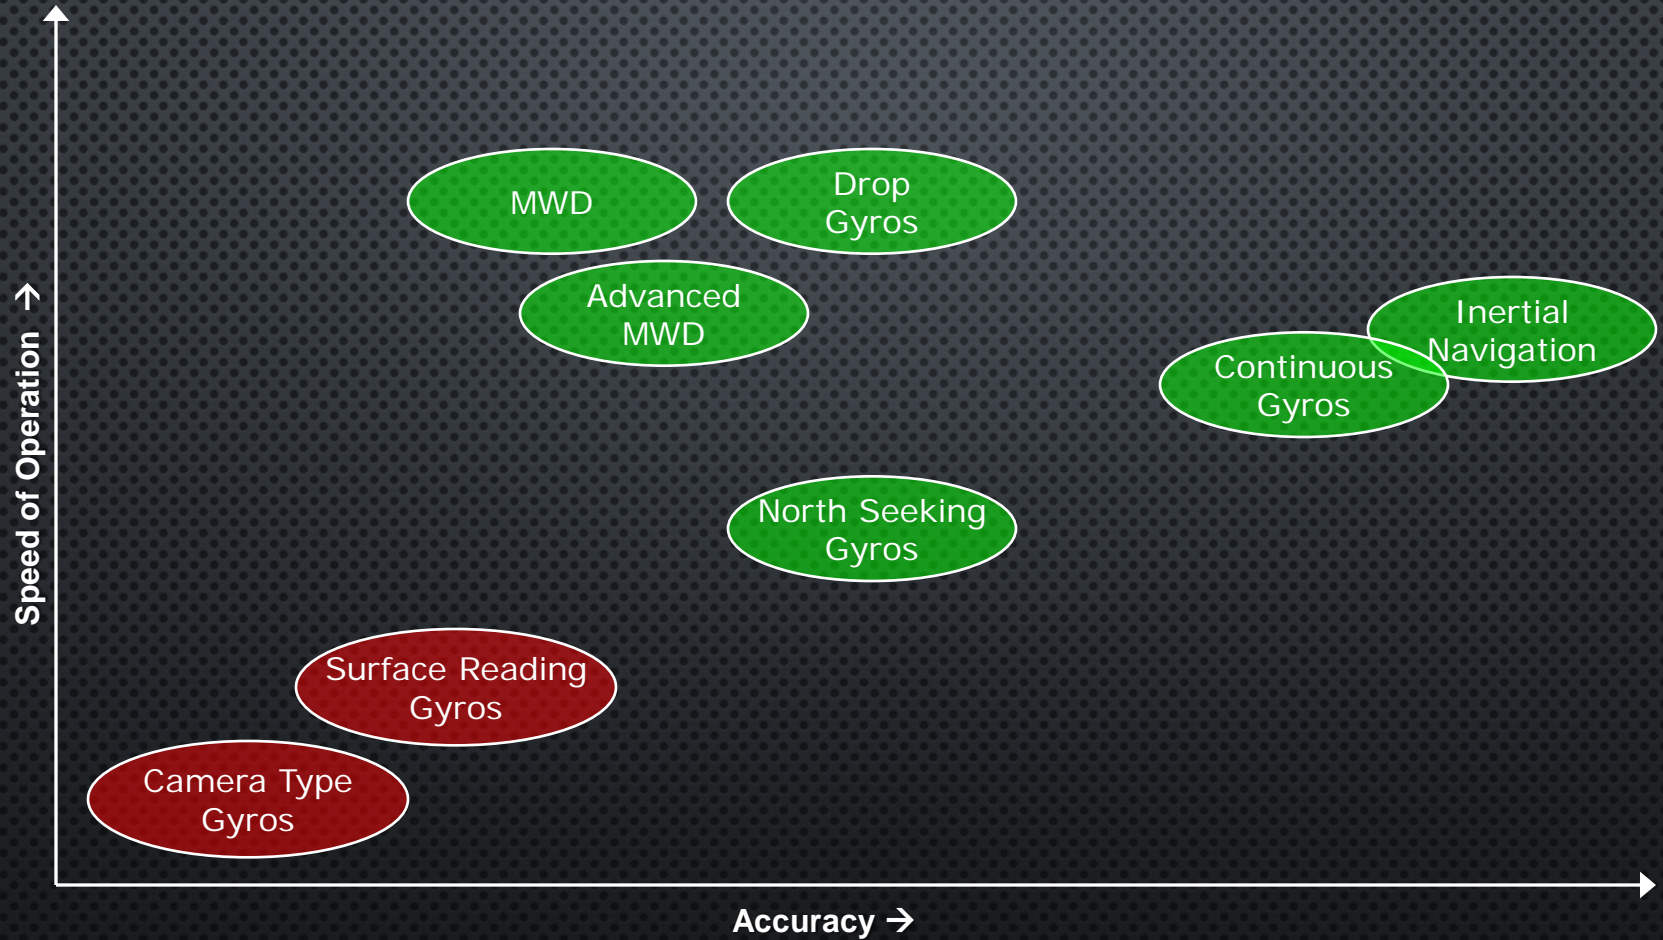 MWD
Drop
Gyros
Advanced
MWD
Inertial
Navigation
Continuous
Gyros
North Seeking
Gyros
Surface Reading
Gyros
Camera Type
Gyros
Speed of Operation →
Accuracy →